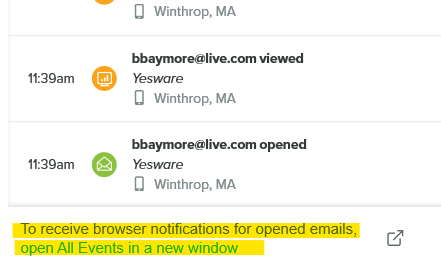 Winthrop, MA
bbaymore@live.com viewed
11:39am
Yesware
Winthrop, MA
bbaymore@live.com opened
11:39am
Yesware
Winthrop, MA
To receive browser notifications for opened emails,
open All Events in a new window